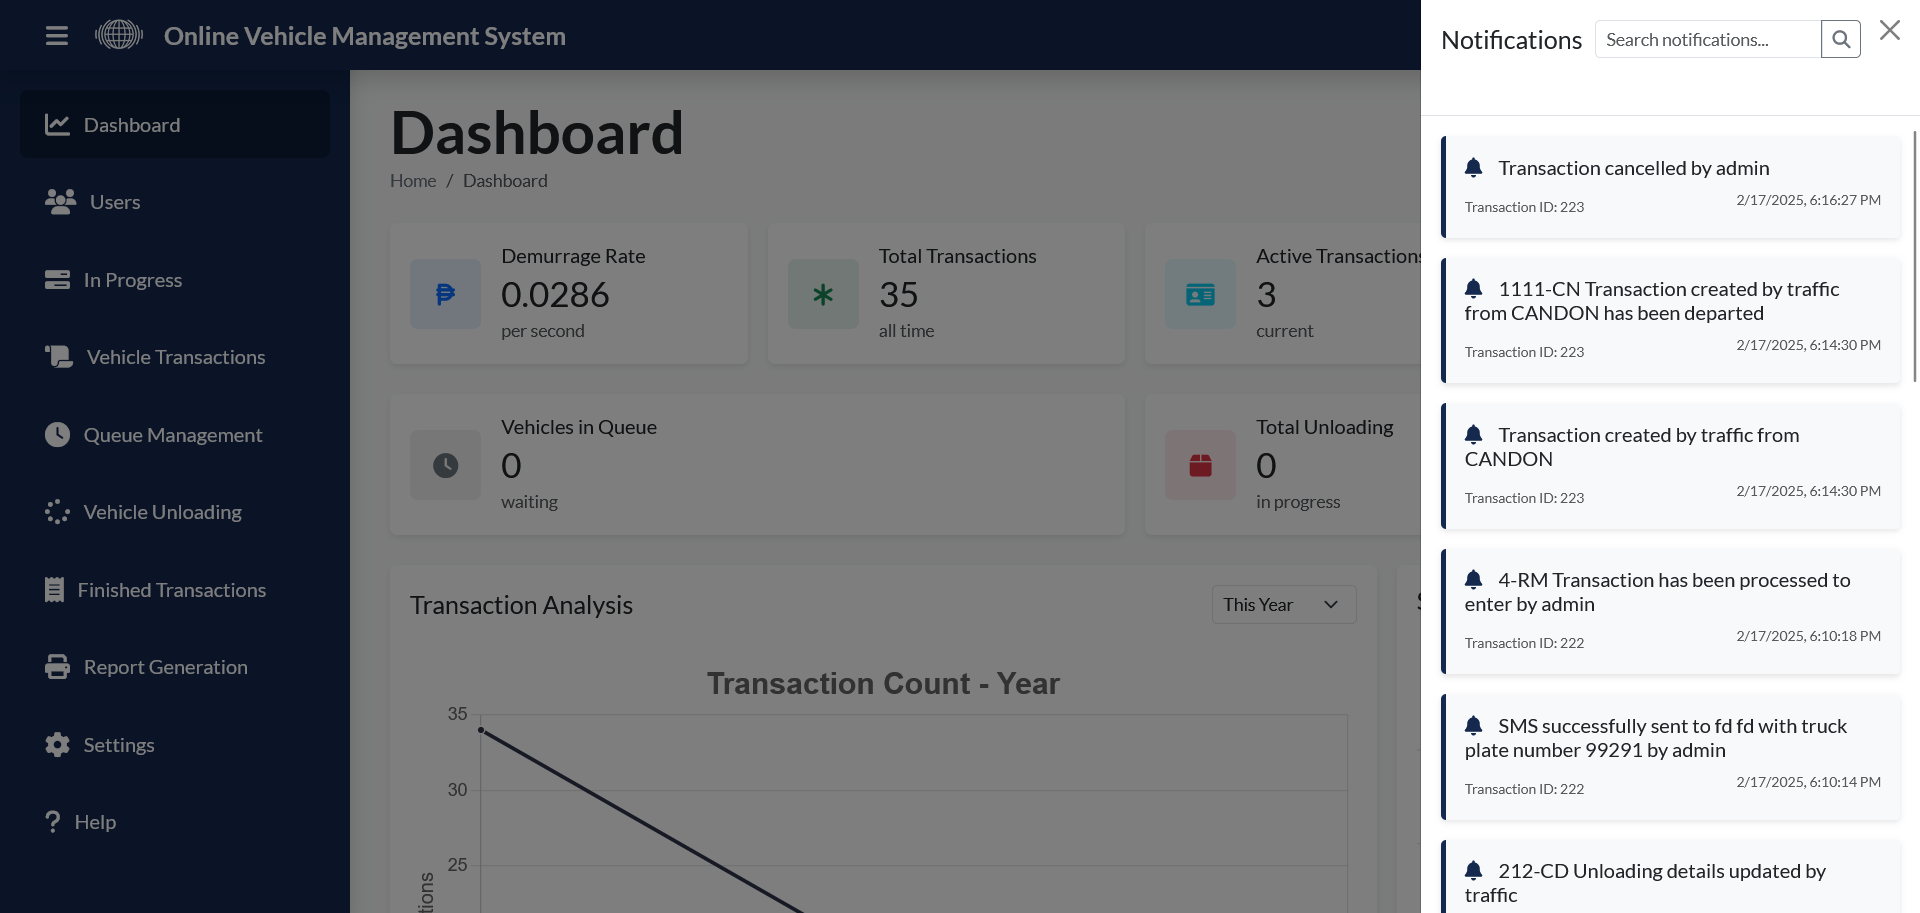 Online Vehicle Management System
Dashboard
Users
In Progress
Vehicle Transactions
Queue Management
Vehicle Unloading
Finished Transactions
Report Generation
Settings
Help
Dashboard
Home / Dashboard
Demurrage Rate
0.0286
per second
Total Transactions
35
all time
Active Transactions
3
current
Vehicles in Queue
0
waiting
Total Unloading
0
in progress
Transaction Analysis
This Year
Transaction Count - Year
35
30
25
Notifications
Search notifications...
Transaction cancelled by admin
Transaction ID: 223
2/17/2025, 6:16:27 PM
1111-CN Transaction created by traffic
from CANDON has been departed
Transaction ID: 223
2/17/2025, 6:14:30 PM
Transaction created by traffic from
CANDON
Transaction ID: 223
2/17/2025, 6:14:30 PM
4-RM Transaction has been processed to
enter by admin
Transaction ID: 222
2/17/2025, 6:10:18 PM
SMS successfully sent to fd fd with truck
plate number 99291 by admin
Transaction ID: 222
2/17/2025, 6:10:14 PM
212-CD Unloading details updated by
traffic